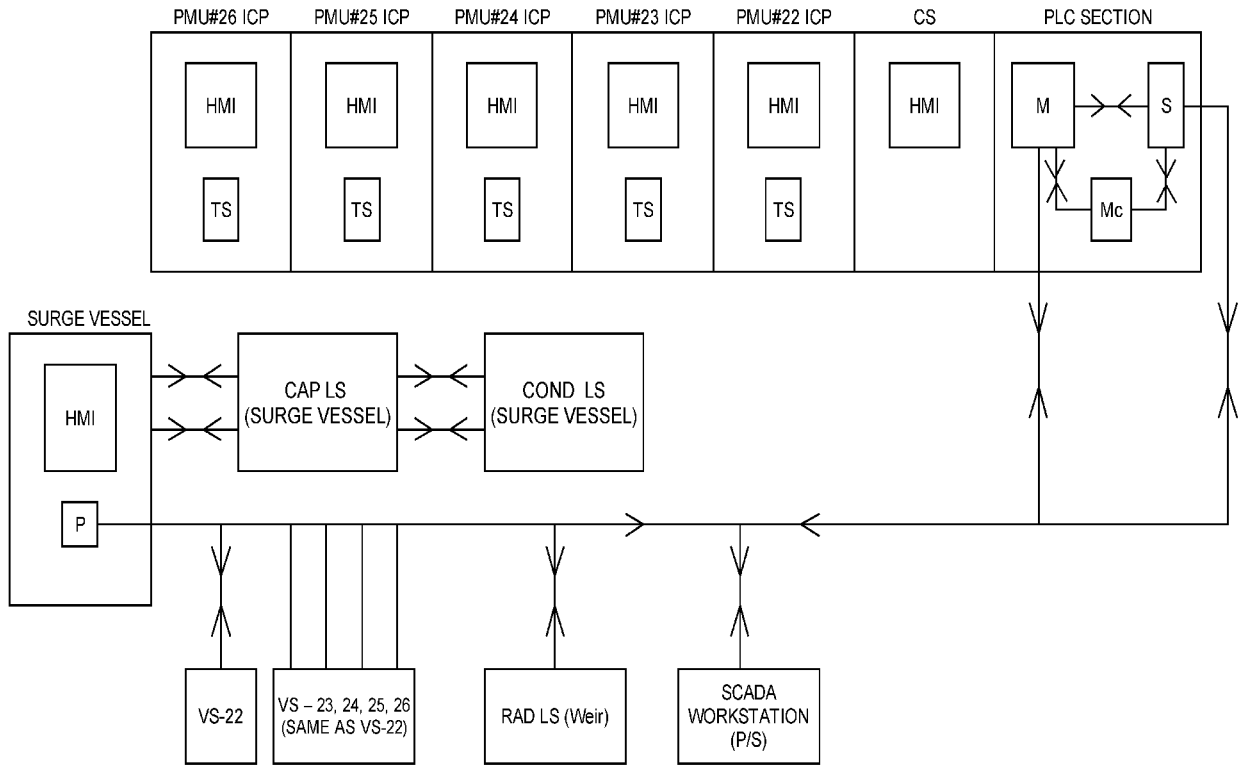 PMU#26 ICP PMU#25 ICP PMU#24 ICP PMU#23 ICP PMU#22 ICP CS PLC SECTION
HMI HMI HMI HMI HMI HMI M S
TS TS TS TS TS Mc
SURGE VESSEL
HMI
CAP LS
(SURGE VESSEL)
COND LS
(SURGE VESSEL)
P
VS-22
VS – 23, 24, 25, 26
(SAME AS VS-22)
RAD LS (Weir)
SCADA
WORKSTATION
(P/S)